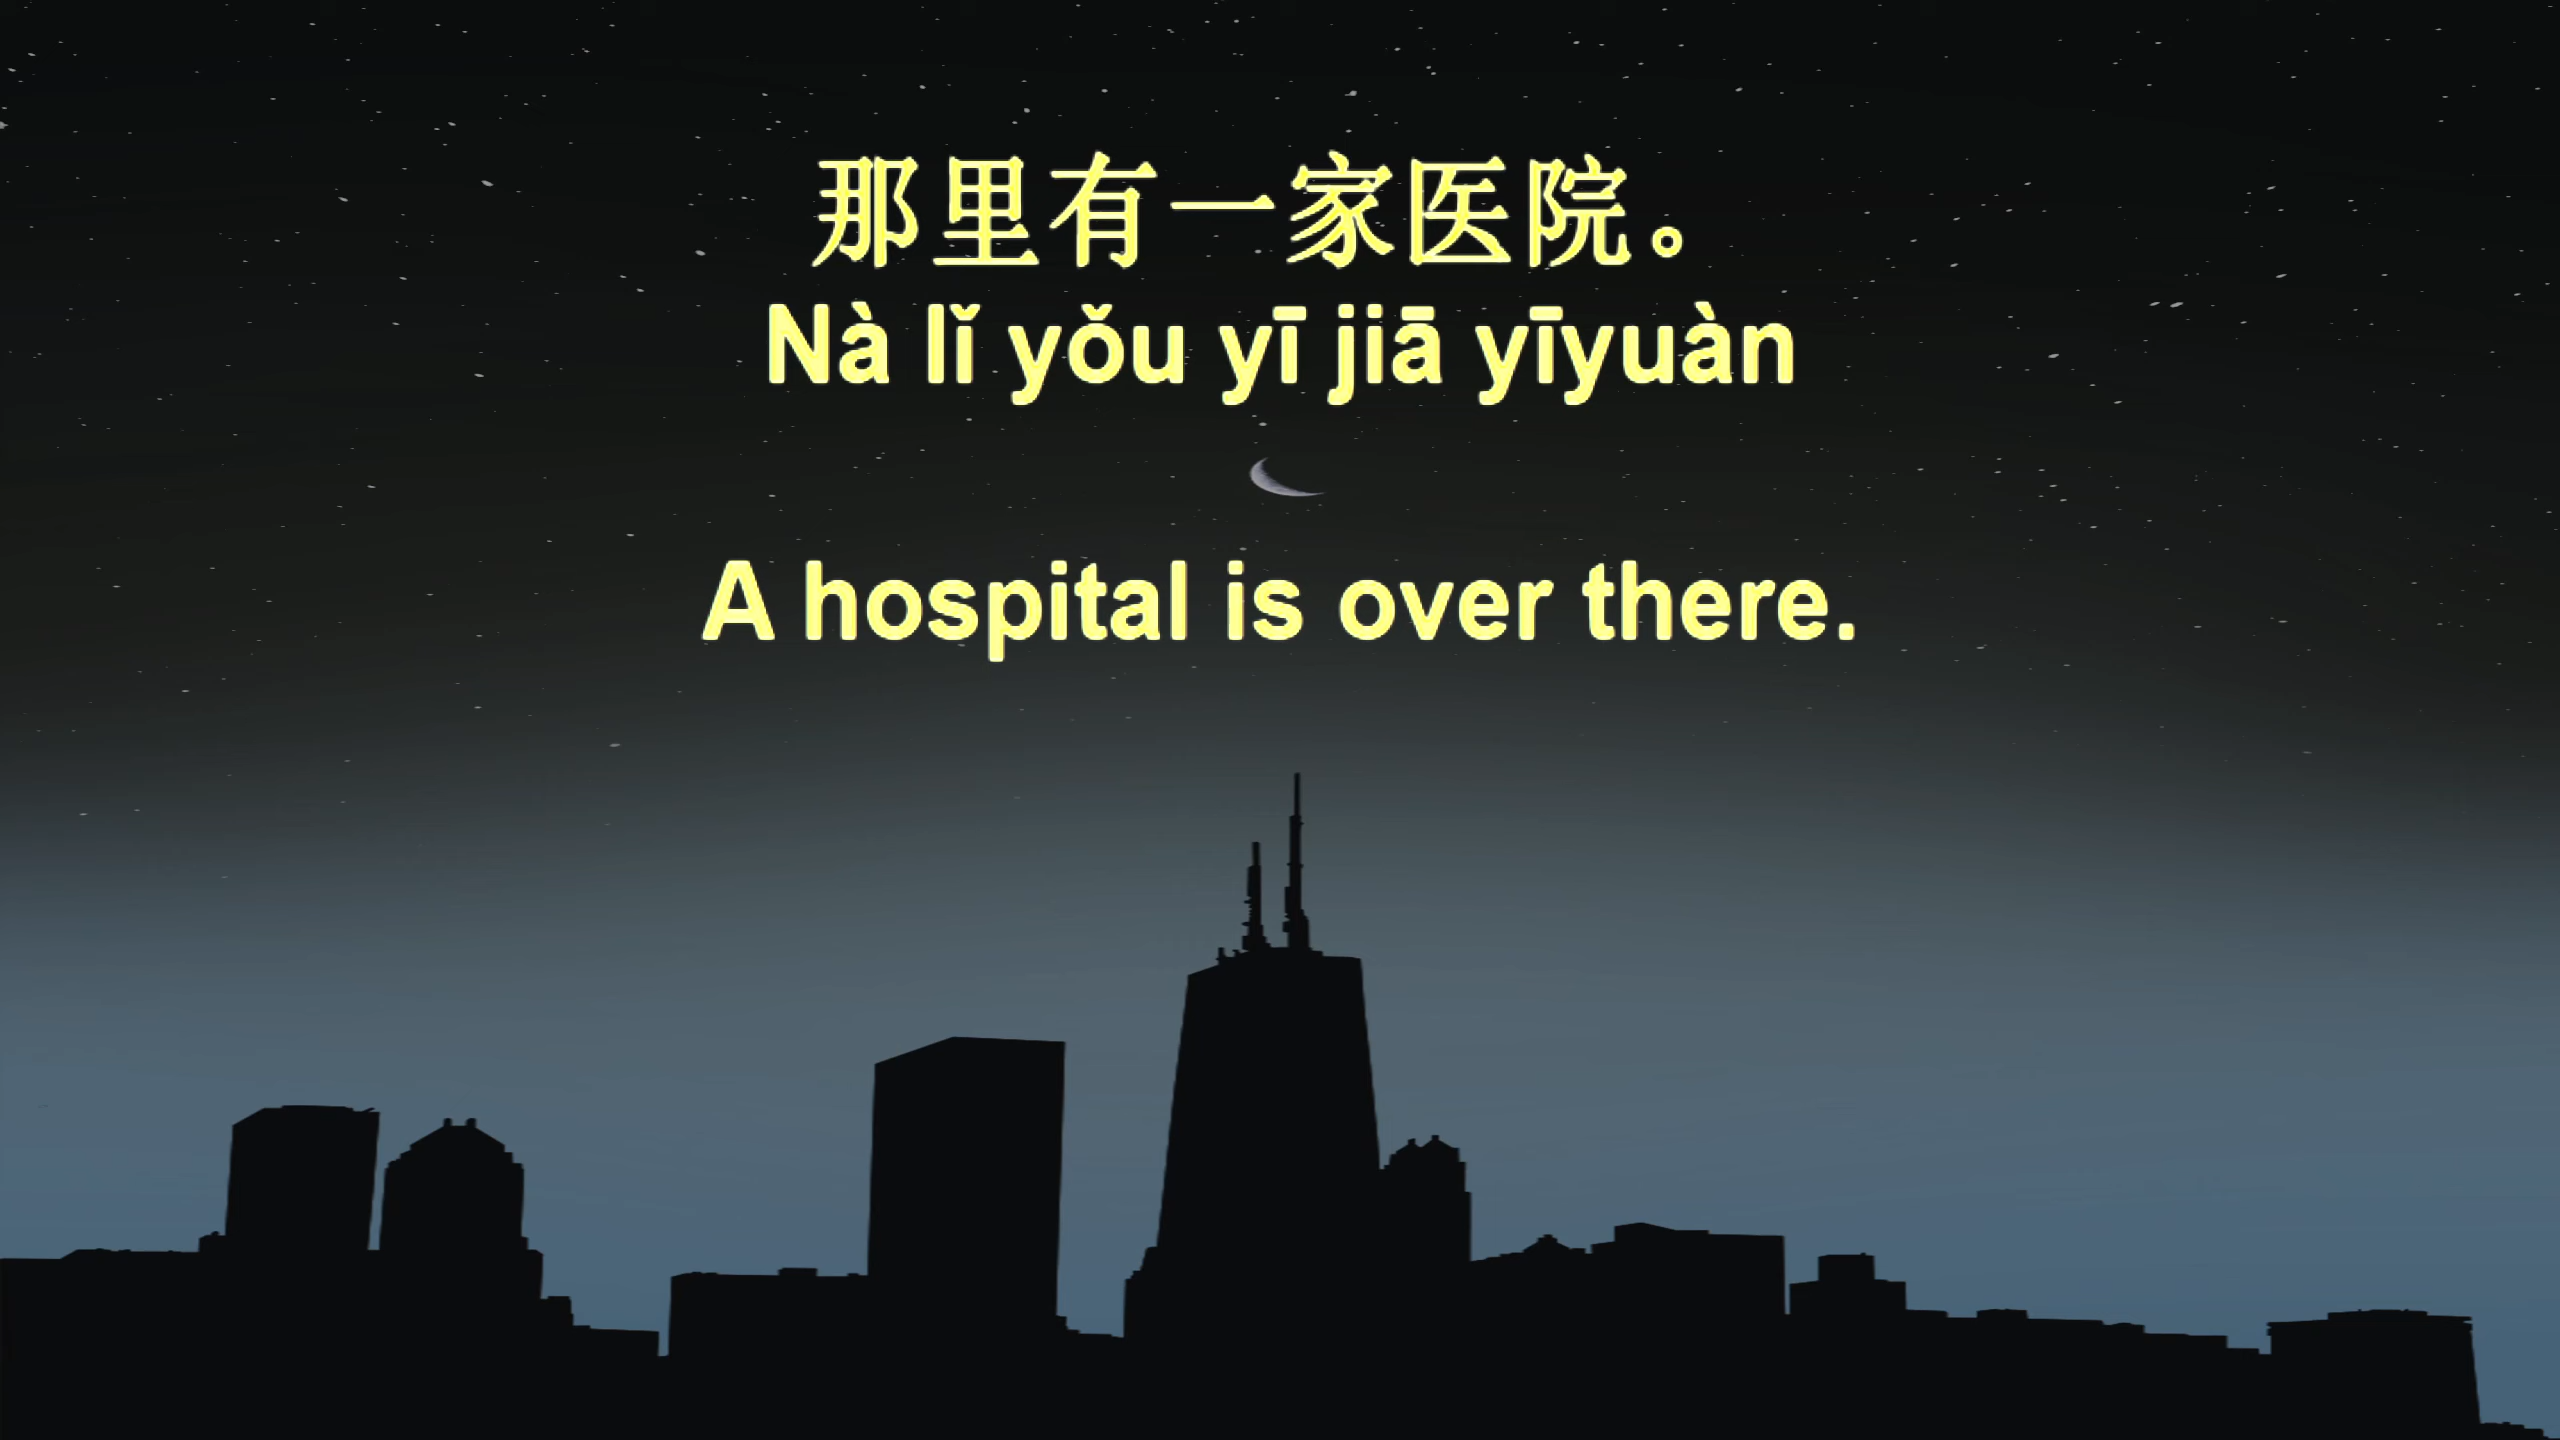 那里有一家医院。
Nà lǐ yǒu yī jiā yīyuàn
A hospital is over there.